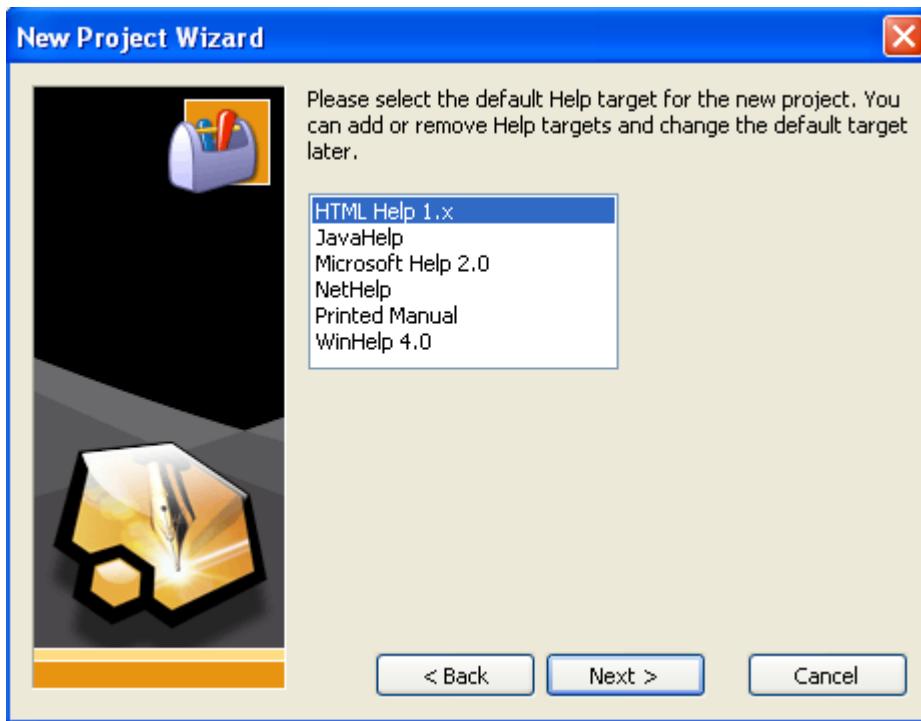 New Project Wizard
Please select the default Help target for the new project. You
can add or remove Help targets and change the default target
later.
HTML Help 1.x
JavaHelp
Microsoft Help 2.0
NetHelp
Printed Manual
WinHelp 4.0
< Back
Next >
Cancel